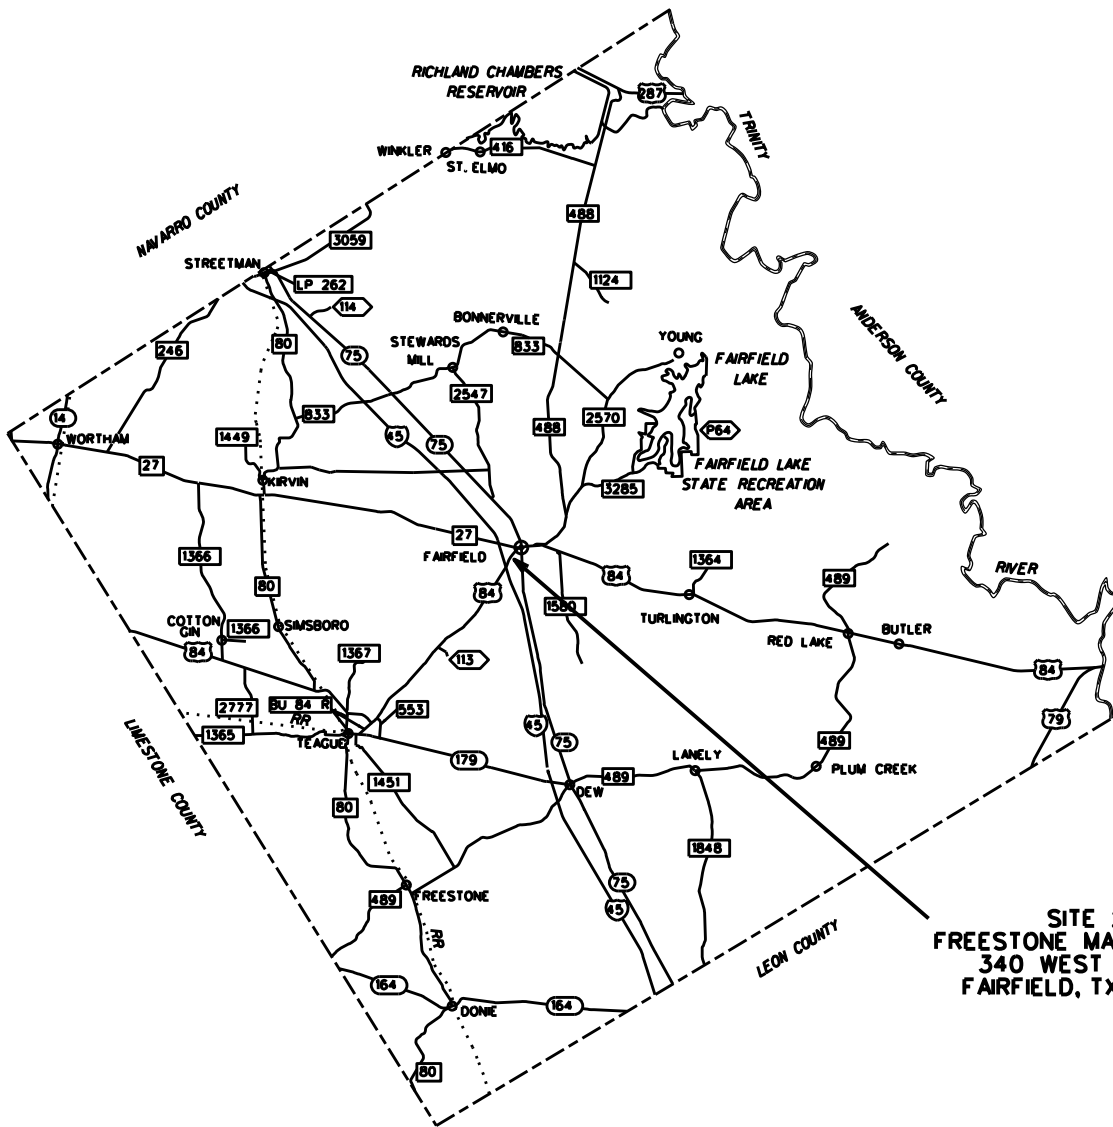 RICHLAND CHAMBERS
RESERVOIR
287
TRINITY
WINKLER
416
ST. ELMO
NAVARRO COUNTY
488
3059
STREETMAN
LP 262
1124
114
BONNERVILLE
ANDERSON COUNTY
80
STEWARDS
MILL
833
YOUNG
246
75
FAIRFIELD
LAKE
2547
14
833
2570
WORTHAM
1449
45
75
488
P64
27
KIRVIN
FAIRFIELD LAKE
STATE RECREATION
AREA
3285
27
FAIRFIELD
1366
1364
84
RIVER
80
84
489
1580
COTTON
GIN
1366
SIMSBORO
TURLINGTON
RED LAKE
BUTLER
84
1367
113
84
2777
BU 84 R
RR
553
79
LIMESTONE COUNTY
1365
TEAGUE
45
75
489
179
LANELY
PLUM CREEK
1451
489
DEW
80
1848
489
FREESTONE
75
45
RR
LEON COUNTY
SITE
FREESTONE MA
340 WEST
FAIRFIELD, TX
164
164
DONIE
80